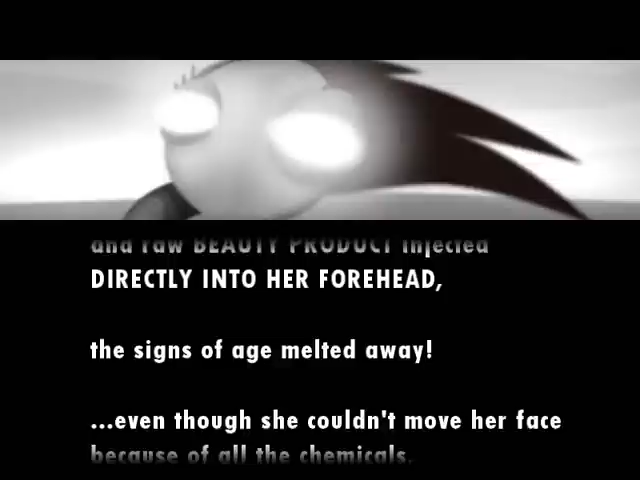 and raw BEAUTY PRODUCT injected
DIRECTLY INTO HER FOREHEAD,
the signs of age melted away!
...even though she couldn't move her face
because of all the chemicals.